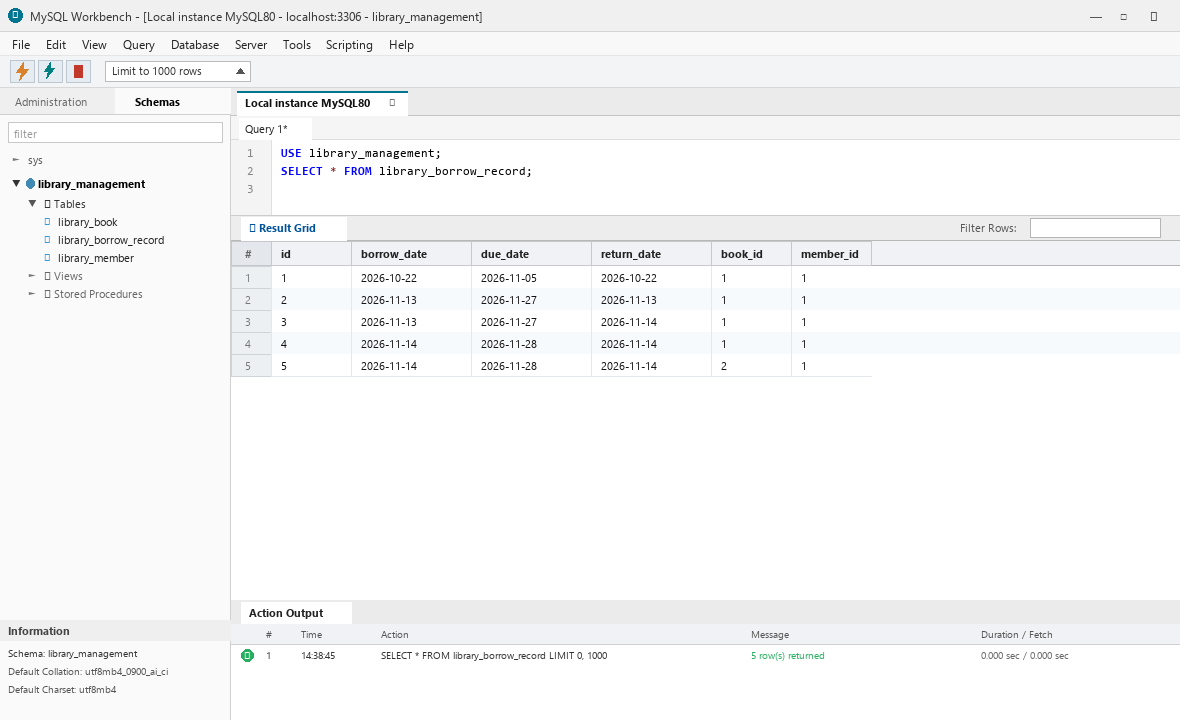 MySQL Workbench - [Local instance MySQL80 - localhost:3306 - library_management]
File Edit View Query Database Server Tools Scripting Help
Limit to 1000 rows
Administration Schemas
filter
sys
library_management
Tables
library_book
library_borrow_record
library_member
Views
Stored Procedures
Information
Schema: library_management
Default Collation: utf8mb4_0900_ai_ci
Default Charset: utf8mb4
Local instance MySQL80
Query 1*
1 USE library_management;
2 SELECT * FROM library_borrow_record;
3
Result Grid Filter Rows:
# id borrow_date due_date return_date book_id member_id
1 1 2026-10-22 2026-11-05 2026-10-22 1 1
2 2 2026-11-13 2026-11-27 2026-11-13 1 1
3 3 2026-11-13 2026-11-27 2026-11-14 1 1
4 4 2026-11-14 2026-11-28 2026-11-14 1 1
5 5 2026-11-14 2026-11-28 2026-11-14 2 1
Action Output
# Time Action Message Duration / Fetch
1 14:38:45 SELECT * FROM library_borrow_record LIMIT 0, 1000 5 row(s) returned 0.000 sec / 0.000 sec